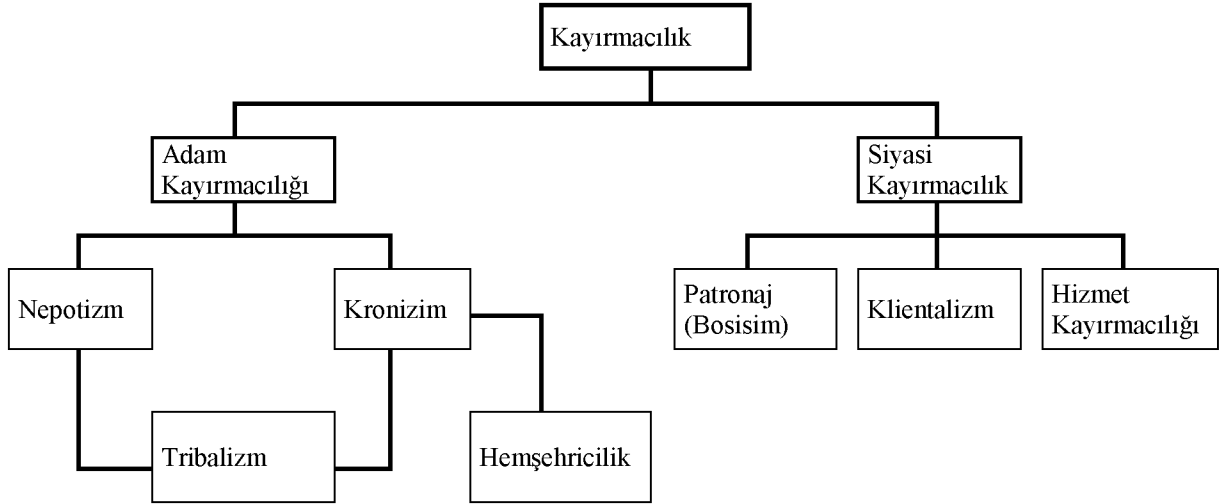 Kayırmacılık
Adam
Kayırmacılığı
Siyasi
Kayırmacılık
Nepotizm
Kronizim
Patronaj
(Bosisim)
Klientalizm
Hizmet
Kayırmacılığı
Tribalizm
Hemşehricilik